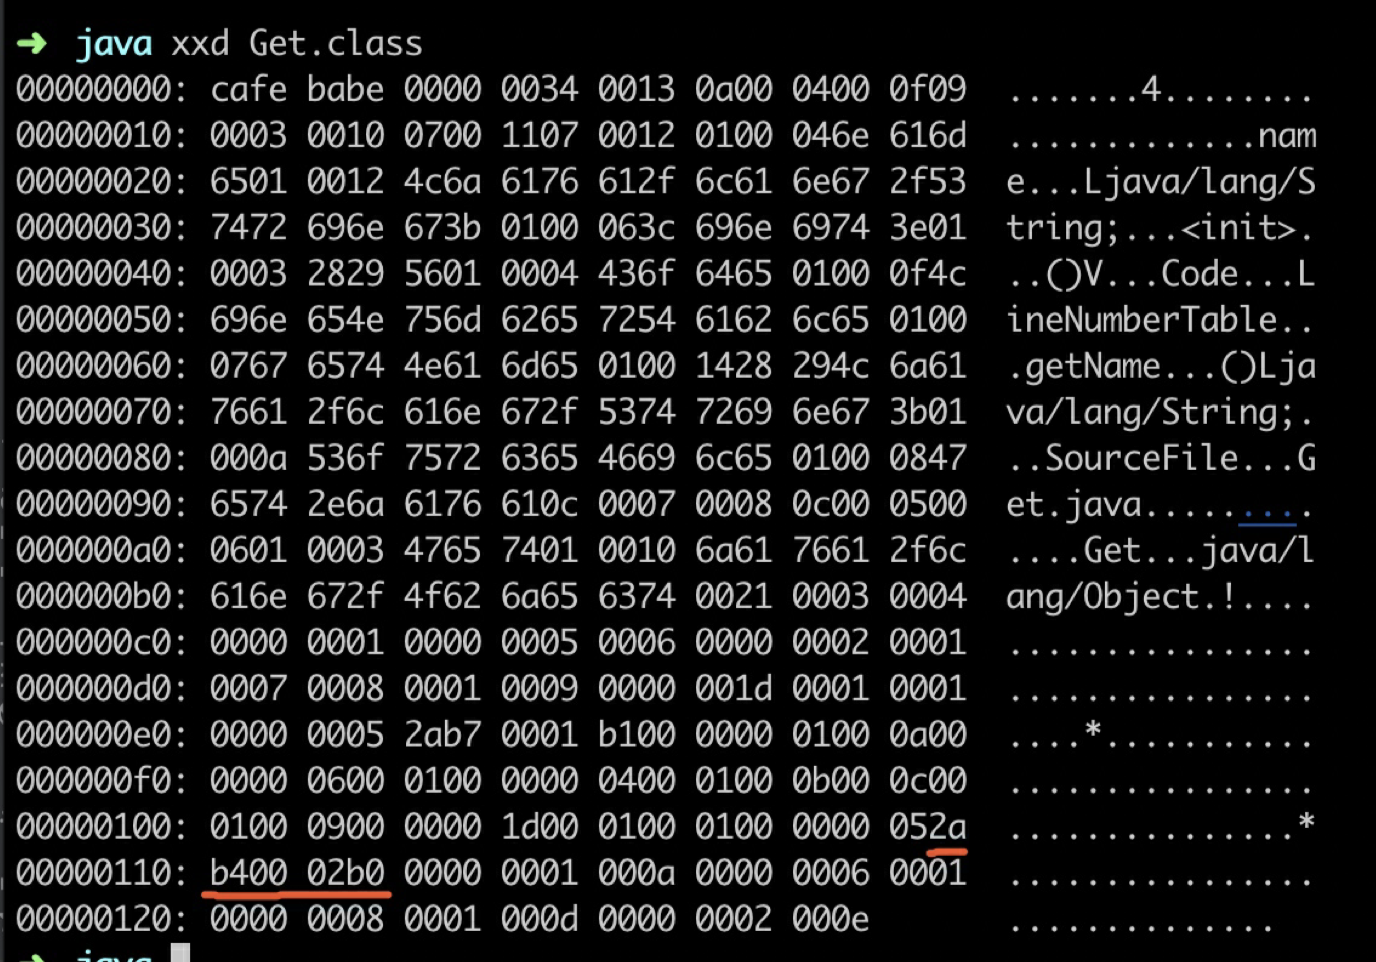 ➜ java xxd Get.class
00000000: cafe babe 0000 0034 0013 0a00 0400 0f09 .......4........
00000010: 0003 0010 0700 1107 0012 0100 046e 616d .............nam
00000020: 6501 0012 4c6a 6176 612f 6c61 6e67 2f53 e...Ljava/lang/S
00000030: 7472 696e 673b 0100 063c 696e 6974 3e01 tring;...<init>.
00000040: 0003 2829 5601 0004 436f 6465 0100 0f4c ..()V...Code...L
00000050: 696e 654e 756d 6265 7254 6162 6c65 0100 ineNumberTable..
00000060: 0767 6574 4e61 6d65 0100 1428 294c 6a61 .getName...()Lja
00000070: 7661 2f6c 616e 672f 5374 7269 6e67 3b01 va/lang/String;.
00000080: 000a 536f 7572 6365 4669 6c65 0100 0847 ..SourceFile...G
00000090: 6574 2e6a 6176 610c 0007 0008 0c00 0500 et.java.........
000000a0: 0601 0003 4765 7401 0010 6a61 7661 2f6c ....Get...java/l
000000b0: 616e 672f 4f62 6a65 6374 0021 0003 0004 ang/Object.!....
000000c0: 0000 0001 0000 0005 0006 0000 0002 0001 ................
000000d0: 0007 0008 0001 0009 0000 001d 0001 0001 ................
000000e0: 0000 0005 2ab7 0001 b100 0000 0100 0a00 ....*...........
000000f0: 0000 0600 0100 0000 0400 0100 0b00 0c00 ................
00000100: 0100 0900 0000 1d00 0100 0100 0000 052a ...............*
00000110: b400 02b0 0000 0001 000a 0000 0006 0001 ................
00000120: 0000 0008 0001 000d 0000 0002 000e ..............
➜ java